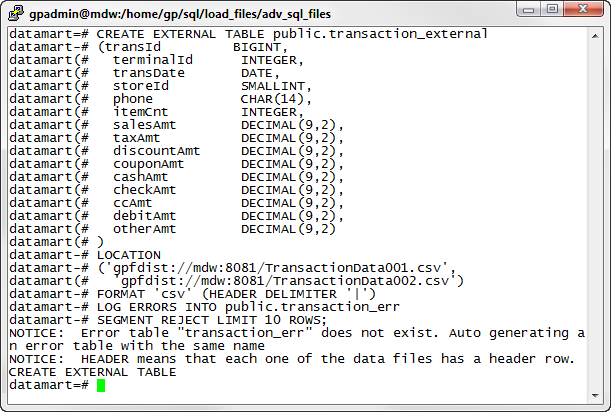 gpadmin@mdw:/home/gp/sql/load_files/adv_sql_files
datamart=# CREATE EXTERNAL TABLE public.transaction_external
datamart-# (transId          BIGINT,
datamart(#   terminalId       INTEGER,
datamart(#   transDate        DATE,
datamart(#   storeId          SMALLINT,
datamart(#   phone            CHAR(14),
datamart(#   itemCnt          INTEGER,
datamart(#   salesAmt         DECIMAL(9,2),
datamart(#   taxAmt           DECIMAL(9,2),
datamart(#   discountAmt      DECIMAL(9,2),
datamart(#   couponAmt        DECIMAL(9,2),
datamart(#   cashAmt          DECIMAL(9,2),
datamart(#   checkAmt         DECIMAL(9,2),
datamart(#   ccAmt            DECIMAL(9,2),
datamart(#   debitAmt         DECIMAL(9,2),
datamart(#   otherAmt         DECIMAL(9,2)
datamart(# )
datamart-# LOCATION
datamart-# ('gpfdist://mdw:8081/TransactionData001.csv',
datamart(#   'gpfdist://mdw:8081/TransactionData002.csv')
datamart-# FORMAT 'csv' (HEADER DELIMITER '|')
datamart-# LOG ERRORS INTO public.transaction_err
datamart-# SEGMENT REJECT LIMIT 10 ROWS;
NOTICE:  Error table "transaction_err" does not exist. Auto generating a
n error table with the same name
NOTICE:  HEADER means that each one of the data files has a header row.
CREATE EXTERNAL TABLE
datamart=#